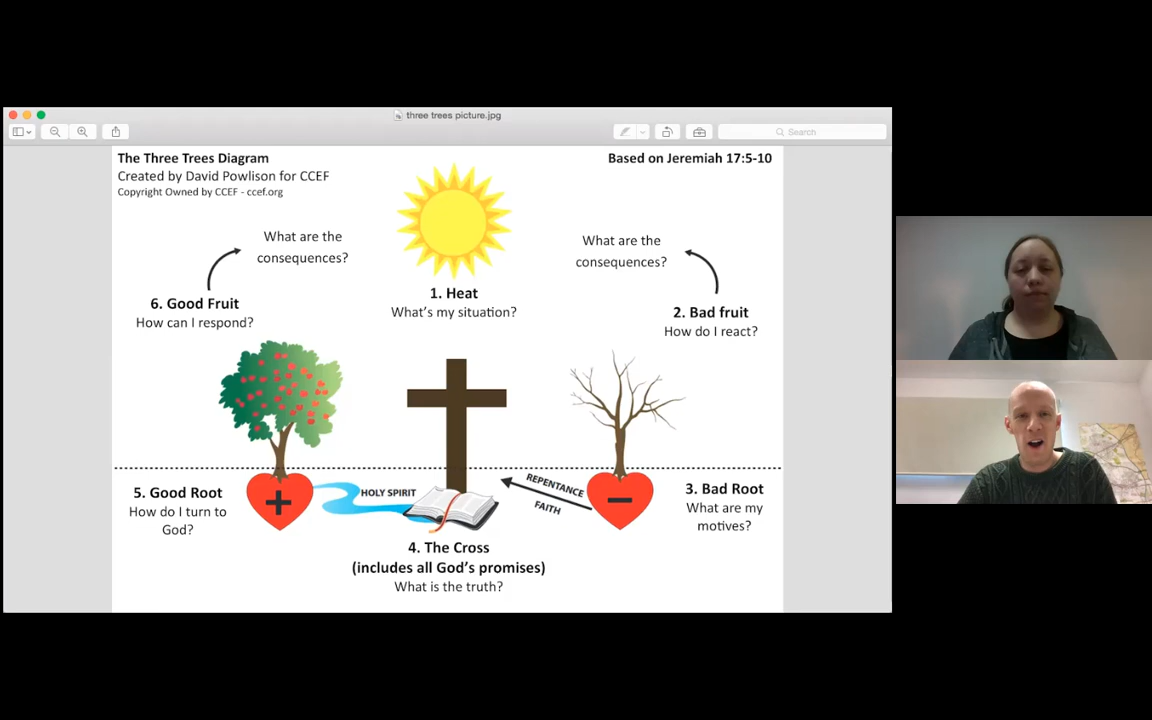 three trees picture.jpg
Search
The Three Trees Diagram
Created by David Powlison for CCEF
Copyright Owned by CCEF - ccef.org
Based on Jeremiah 17:5-10
What are the
consequences?
What are the
consequences?
1. Heat
What's my situation?
6. Good Fruit
How can I respond?
2. Bad fruit
How do I react?
5. Good Root
How do I turn to
God?
+
HOLY SPIRIT
REPENTANCE
FAITH
−
3. Bad Root
What are my
motives?
4. The Cross
(includes all God's promises)
What is the truth?